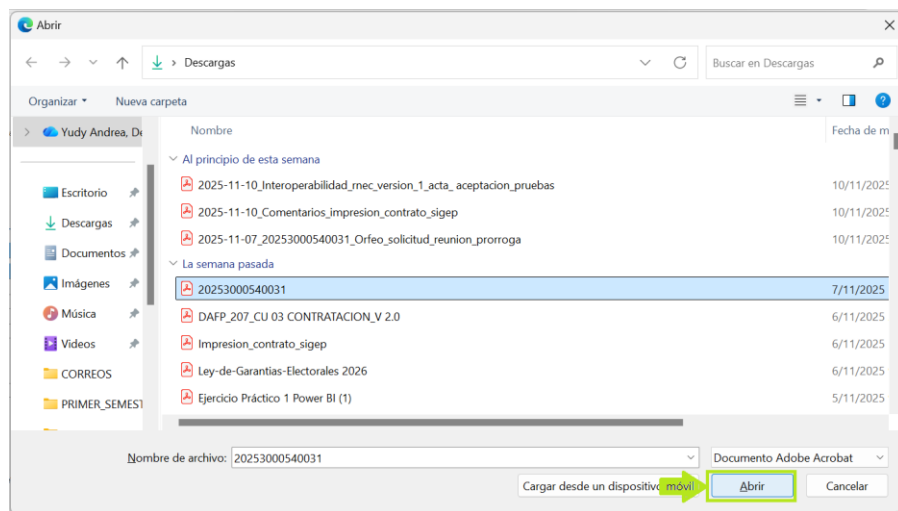 Abrir
Descargas
Buscar en Descargas
Organizar
Nueva carpeta
Yudy Andrea, De
Nombre
Fecha de m
Al principio de esta semana
2025-11-10_Interoperabilidad_rnec_version_1_acta_ aceptacion_pruebas 10/11/2025
Escritorio
2025-11-10_Comentarios_impresion_contrato_sigep 10/11/2025
Descargas
2025-11-07_20253000540031_Orfeo_solicitud_reunion_prorroga 10/11/2025
Documentos
La semana pasada
Imágenes
20253000540031 7/11/2025
Música
DAFP_207_CU 03 CONTRATACION_V 2.0 6/11/2025
Videos
Impresion_contrato_sigep 6/11/2025
CORREOS
Ley-de-Garantias-Electorales 2026 6/11/2025
PRIMER_SEMEST
Ejercicio Práctico 1 Power BI (1) 5/11/2025
Nombre de archivo: 20253000540031
Documento Adobe Acrobat
Cargar desde un dispositivo móvil
Abrir
Cancelar